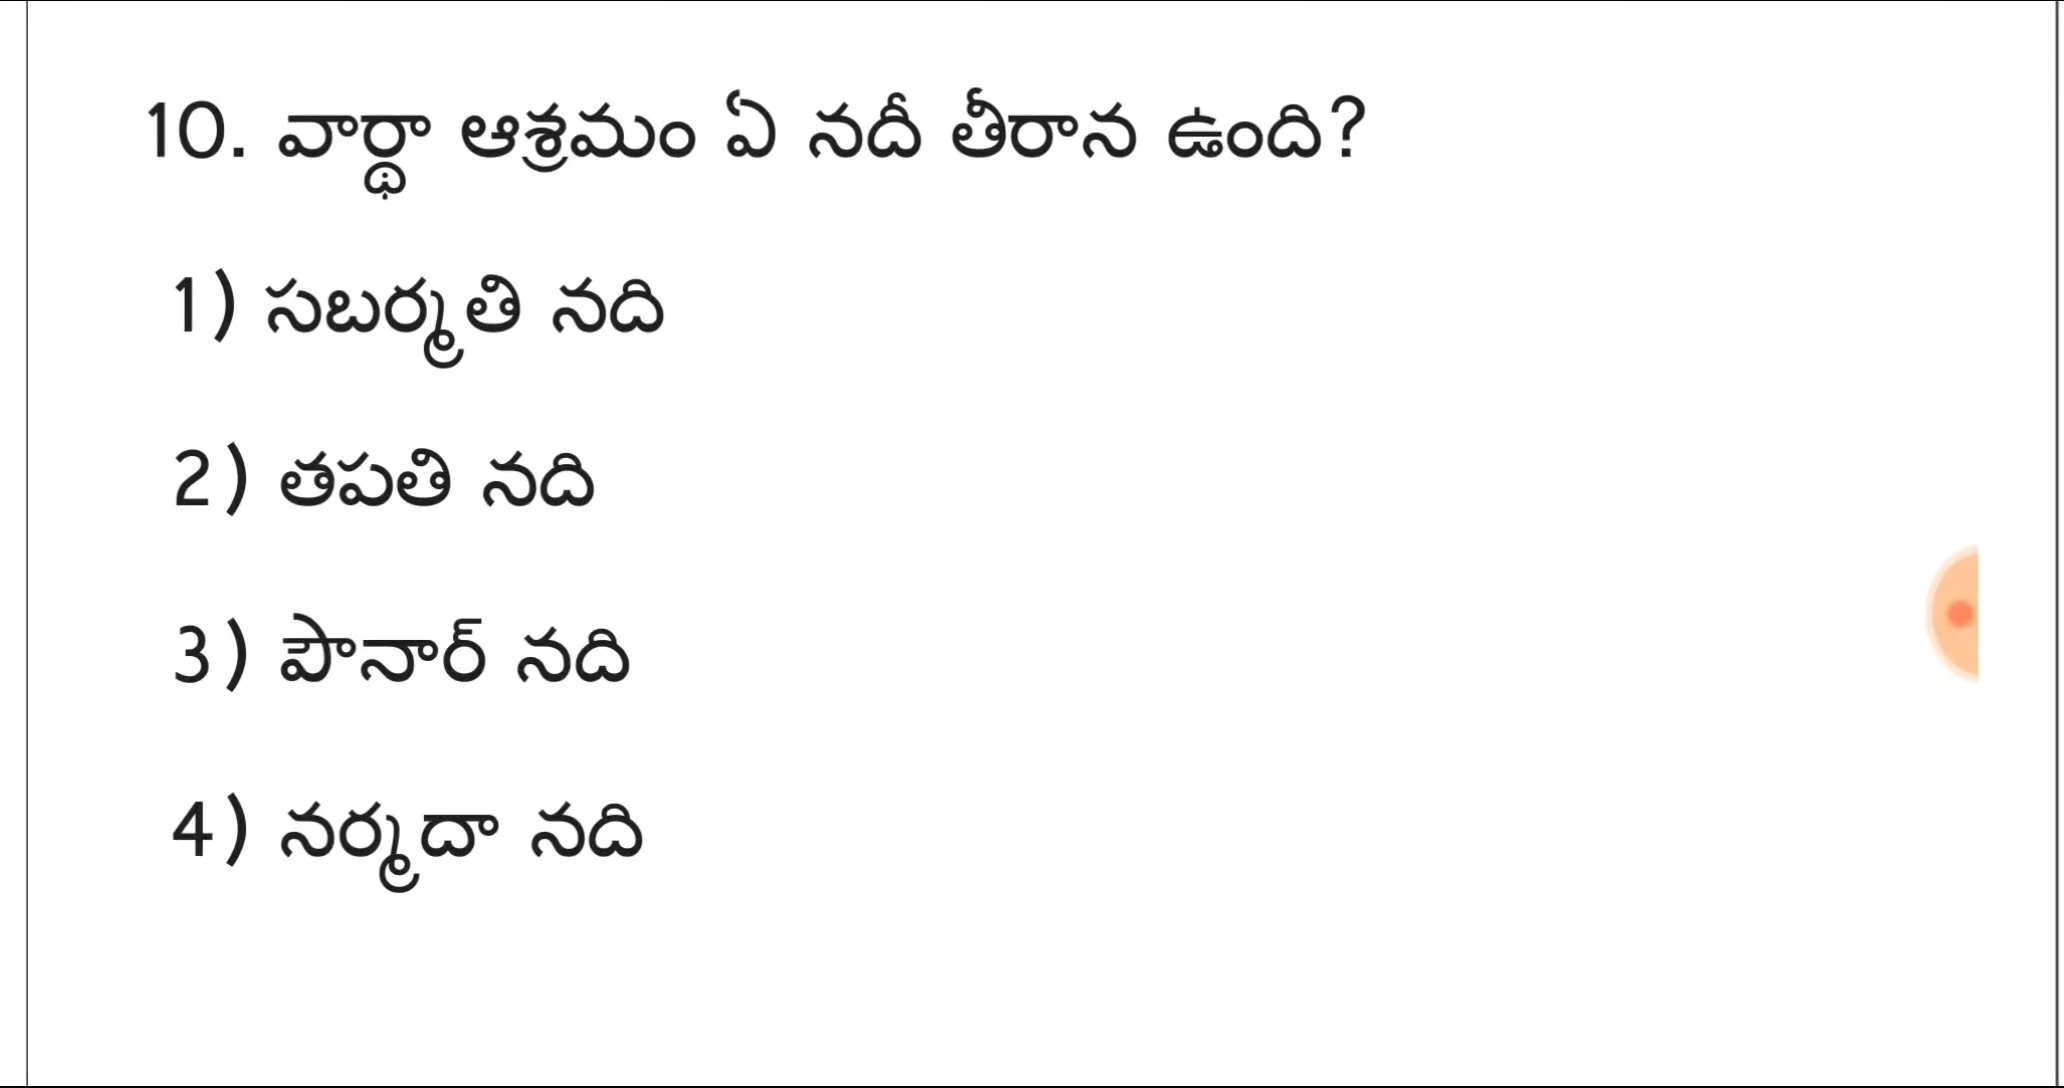 10. వార్ధా ఆశ్రమం ఏ నదీ తీరాన ఉంది?
1) సబర్మతి నది
2) తపతి నది
3) పౌనార్ నది
4) నర్మదా నది